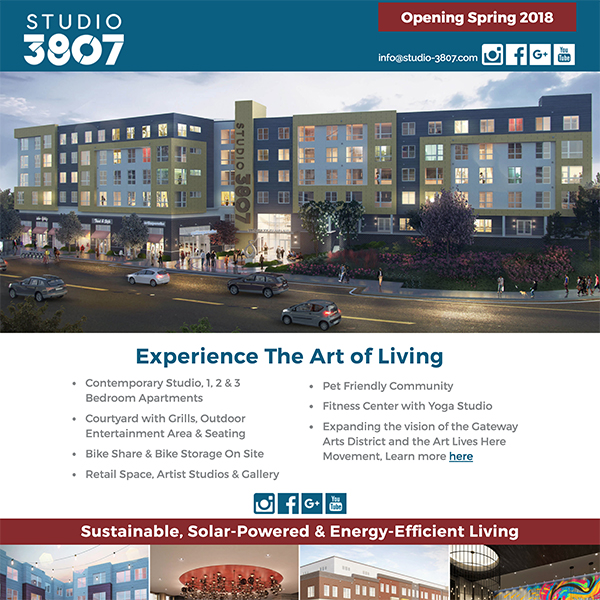 STUDIO
3807
Opening Spring 2018
info@studio-3807.com
You
Tube
STUDIO 3807
Experience The Art of Living
• Contemporary Studio, 1, 2 & 3
Bedroom Apartments
• Courtyard with Grills, Outdoor
Entertainment Area & Seating
• Bike Share & Bike Storage On Site
• Retail Space, Artist Studios & Gallery
• Pet Friendly Community
• Fitness Center with Yoga Studio
• Expanding the vision of the Gateway
Arts District and the Art Lives Here
Movement, Learn more here
You
Tube
Sustainable, Solar-Powered & Energy-Efficient Living